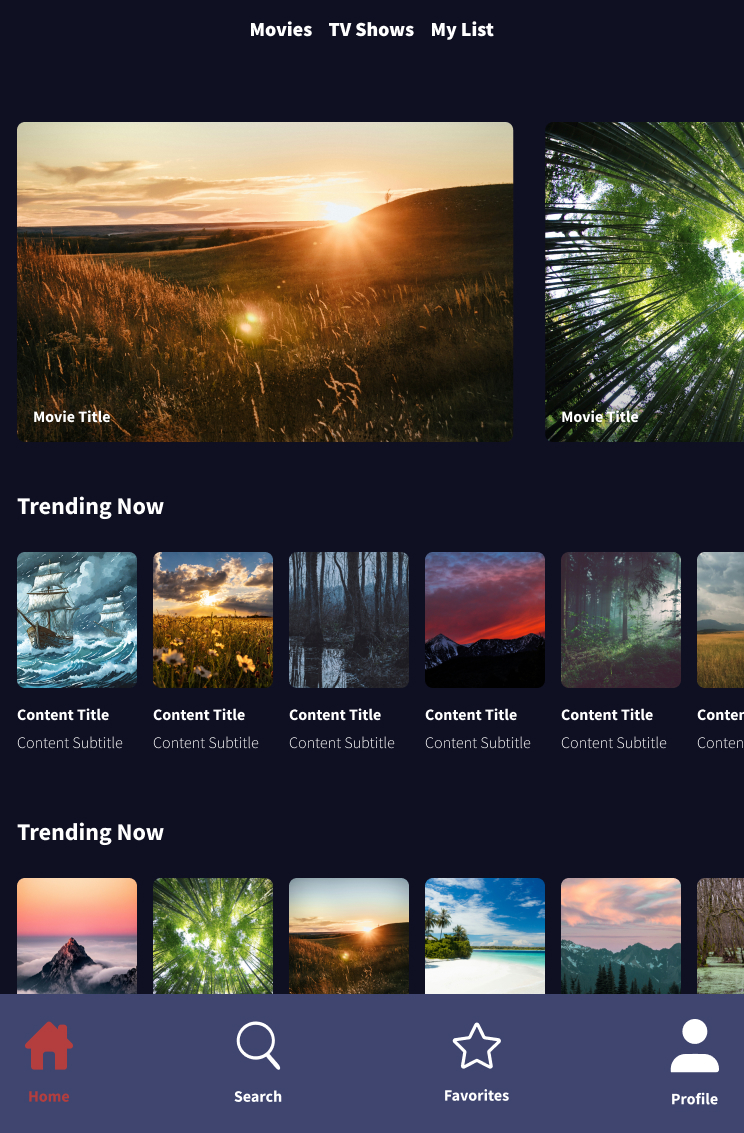 Movies TV Shows My List
Movie Title
Movie Title
Trending Now
Content Title Content Title Content Title Content Title Content Title Conten
Content Subtitle Content Subtitle Content Subtitle Content Subtitle Content Subtitle Conten
Trending Now
Home Search Favorites Profile